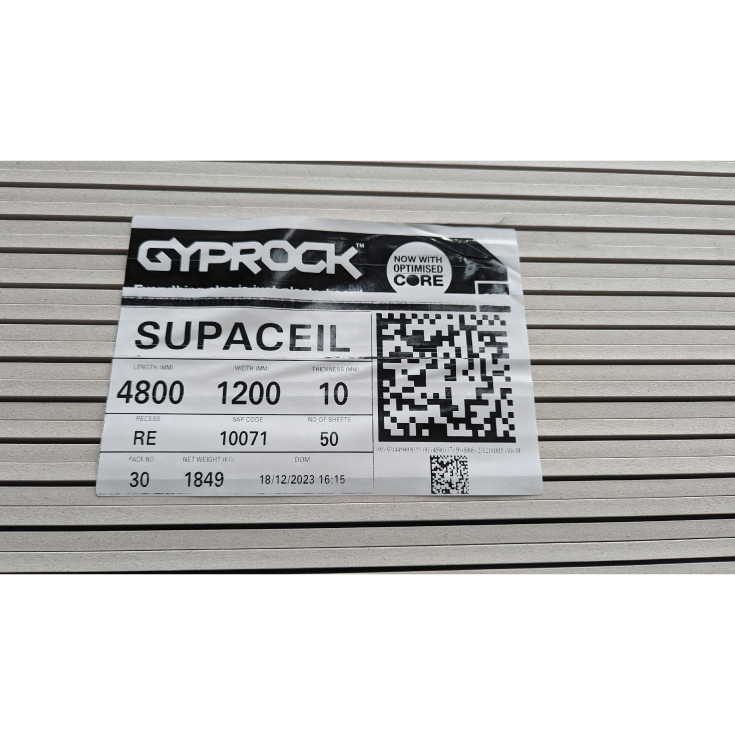 GYPROCK™
NOW WITH
OPTIMISED
CORE
SUPACEIL
LENGTH (MM) WIDTH (MM) THICKNESS (MM)
4800 1200 10
RECESS SAP CODE NO OF SHEETS
RE 10071 50
PACK NO NET WEIGHT (KG) DOM
30 1849 18/12/2023 16:15